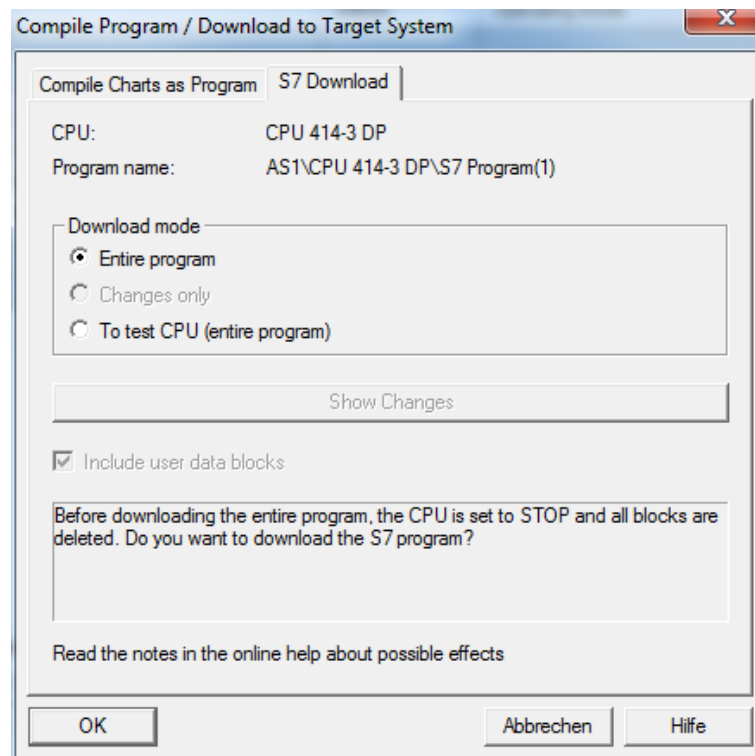 Compile Program / Download to Target System
Compile Charts as Program
S7 Download
CPU:
CPU 414-3 DP
Program name:
AS1\CPU 414-3 DP\S7 Program(1)
Download mode
Entire program
Changes only
To test CPU (entire program)
Show Changes
Include user data blocks
Before downloading the entire program, the CPU is set to STOP and all blocks are
deleted. Do you want to download the S7 program?
Read the notes in the online help about possible effects
OK
Abbrechen
Hilfe